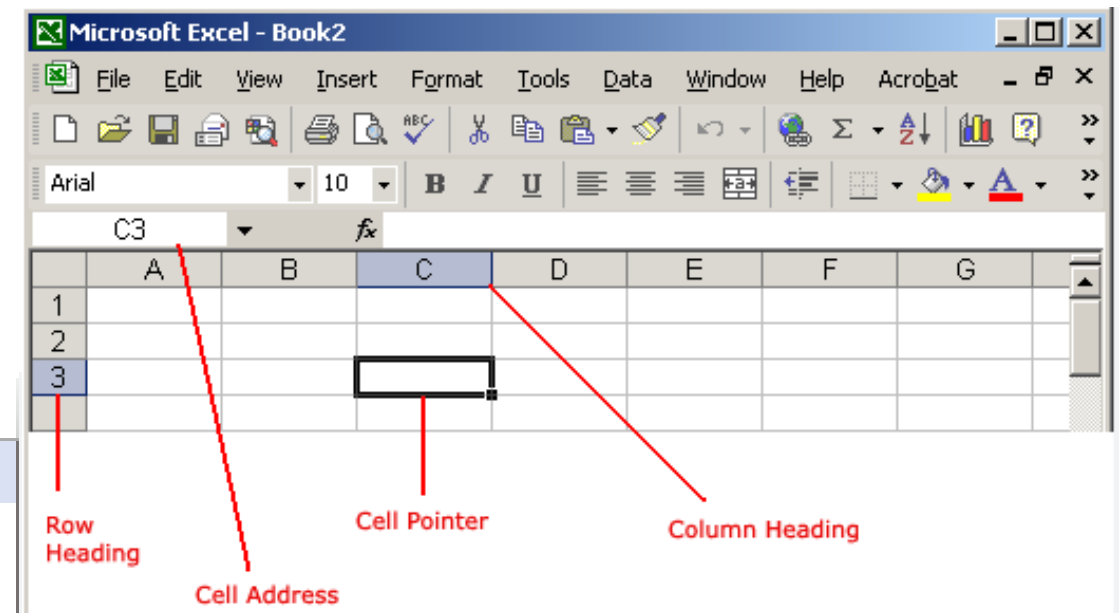 Microsoft Excel - Book2
File Edit View Insert Format Tools Data Window Help Acrobat
ABC Σ A Z ?
Arial 10 B I U a A
C3 fx
A B C D E F G
1
2
3
Row Heading
Cell Address
Cell Pointer
Column Heading